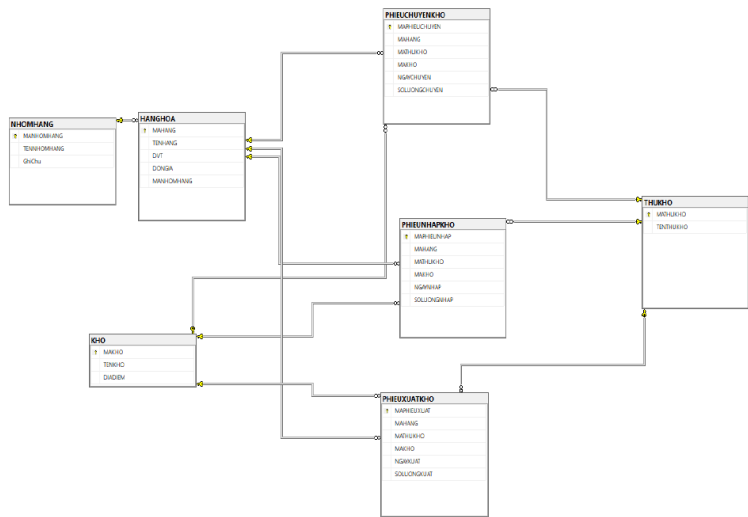 PHIEUCHUYENKHO
MAPHIEUCHUYEN
MAHANG
MATHUKHO
MAKHO
NGAYCHUYEN
SOLUONGCHUYEN
NHOMHANG
MANHOMHANG
TENNHOMHANG
GhiChu
HANGHOA
MAHANG
TENHANG
DVT
DONGIA
MANHOMHANG
THUKHO
MATHUKHO
TENTHUKHO
PHIEUNHAPKHO
MAPHIEUNHAP
MAHANG
MATHUKHO
MAKHO
NGAYNHAP
SOLUONGNHAP
KHO
MAKHO
TENKHO
DIADIEM
PHIEUXUATKHO
MAPHIEUXUAT
MAHANG
MATHUKHO
MAKHO
NGAYXUAT
SOLUONGXUAT